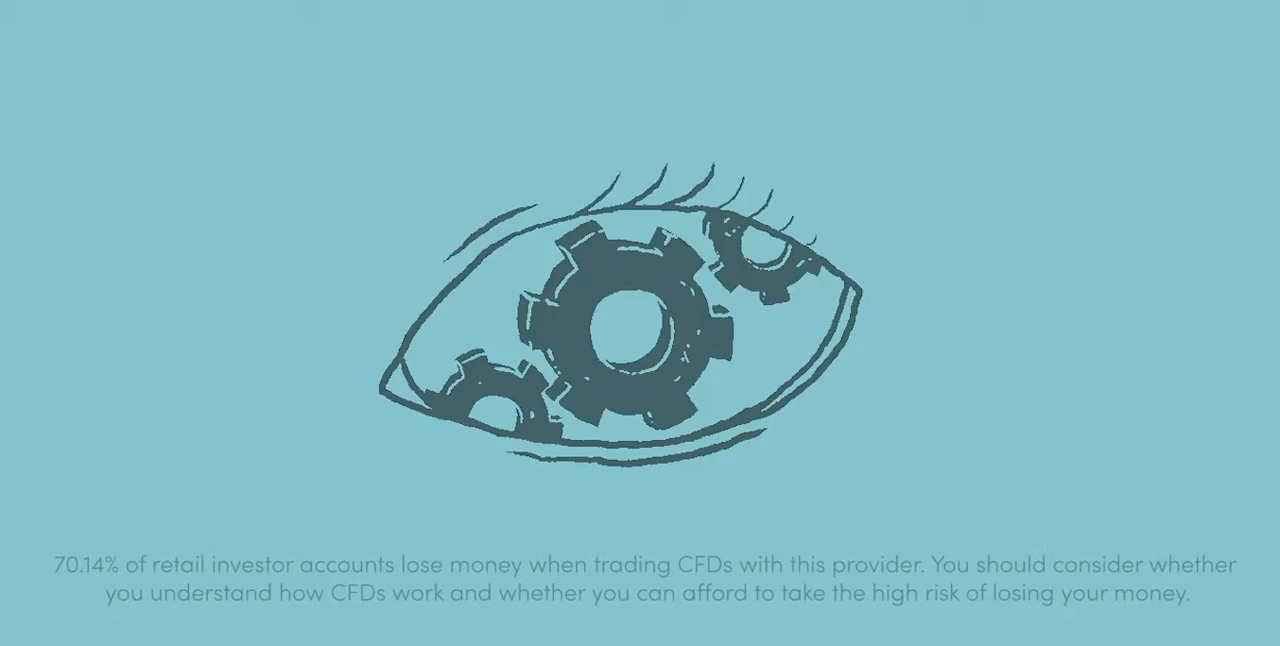 70.14% of retail investor accounts lose money when trading CFDs with this provider. You should consider whether
you understand how CFDs work and whether you can afford to take the high risk of losing your money.